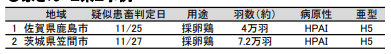 地域 疑似患畜判定日 用途 羽数(約) 病原性 亜型
1 佐賀県鹿島市 11/25 採卵鶏 4万羽 HPAI H5
2 茨城県笠間市 11/27 採卵鶏 7.2万羽 HPAI H5